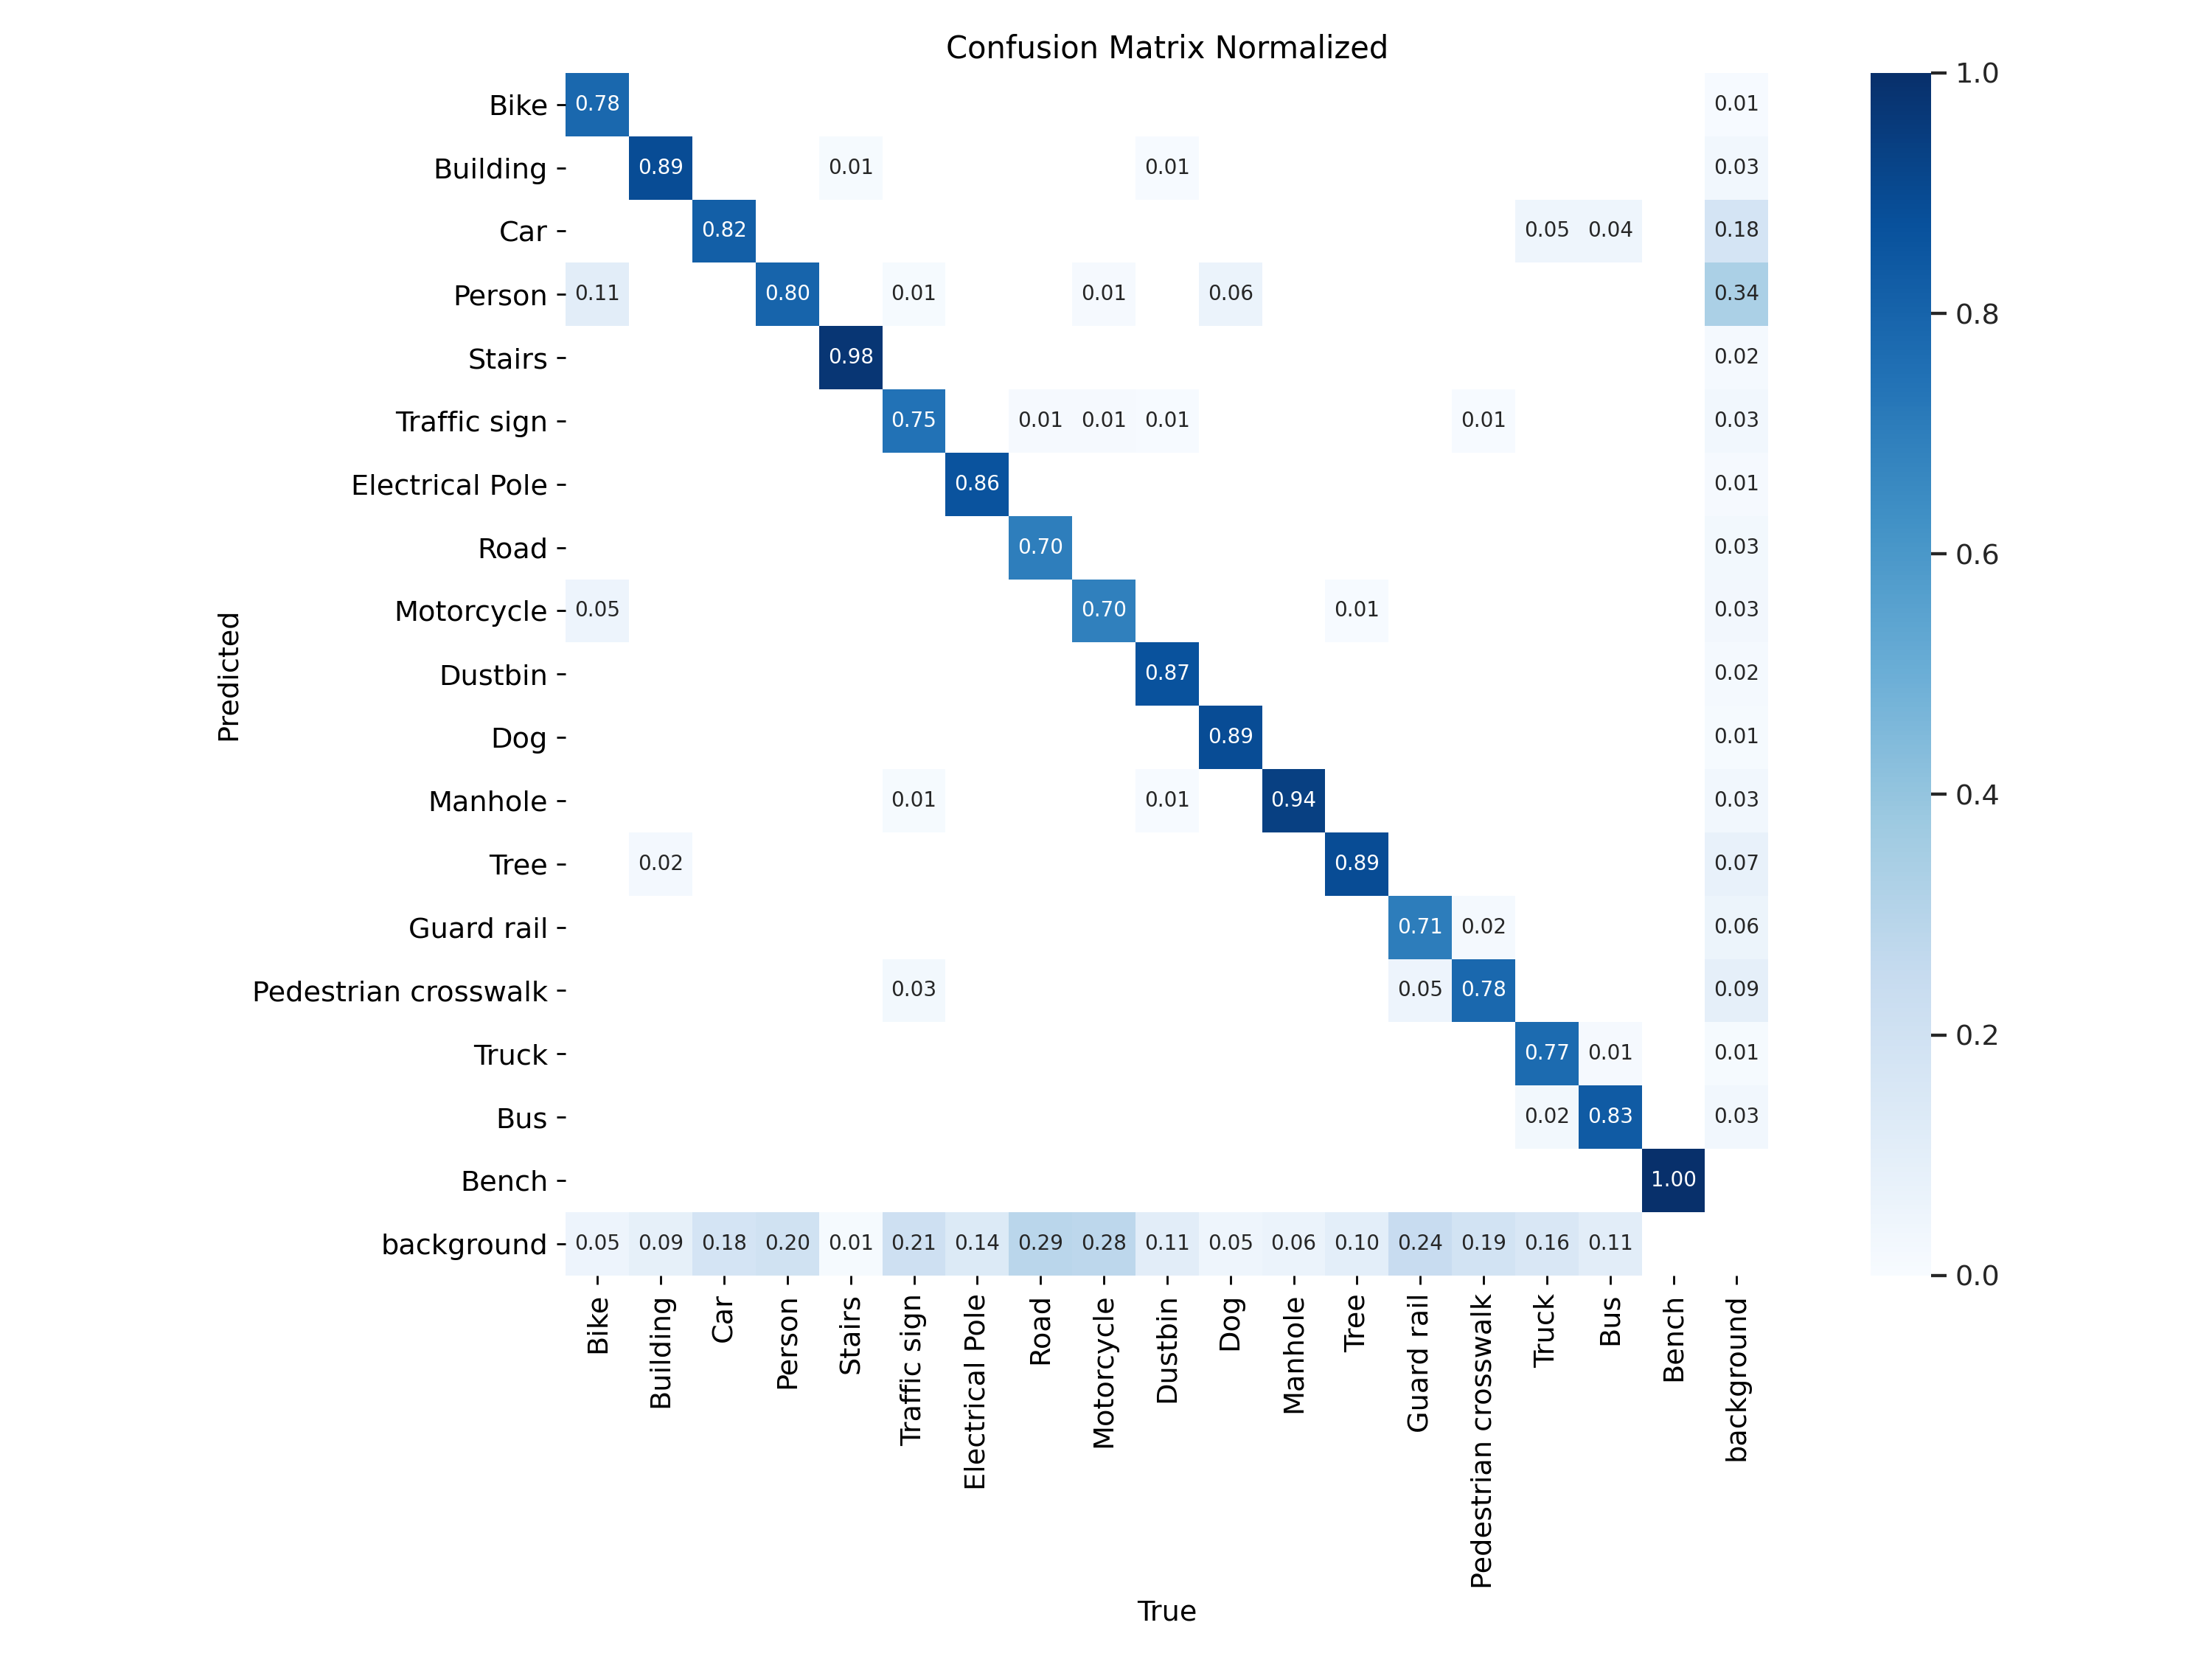 Confusion Matrix Normalized
Bike 0.78 0.01
Building 0.89 0.01 0.01 0.03
Car 0.82 0.05 0.04 0.18
Person 0.11 0.80 0.01 0.01 0.06 0.34
Stairs 0.98 0.02
Traffic sign 0.75 0.01 0.01 0.01 0.01 0.03
Electrical Pole 0.86 0.01
Road 0.70 0.03
Motorcycle 0.05 0.70 0.01 0.03
Dustbin 0.87 0.02
Dog 0.89 0.01
Manhole 0.01 0.01 0.94 0.03
Tree 0.02 0.89 0.07
Guard rail 0.71 0.02 0.06
Pedestrian crosswalk 0.03 0.05 0.78 0.09
Truck 0.77 0.01 0.01
Bus 0.02 0.83 0.03
Bench 1.00
background 0.05 0.09 0.18 0.20 0.01 0.21 0.14 0.29 0.28 0.11 0.05 0.06 0.10 0.24 0.19 0.16 0.11
Predicted
Bike
Building
Car
Person
Stairs
Traffic sign
Electrical Pole
Road
Motorcycle
Dustbin
Dog
Manhole
Tree
Guard rail
Pedestrian crosswalk
Truck
Bus
Bench
background
True
1.0
0.8
0.6
0.4
0.2
0.0